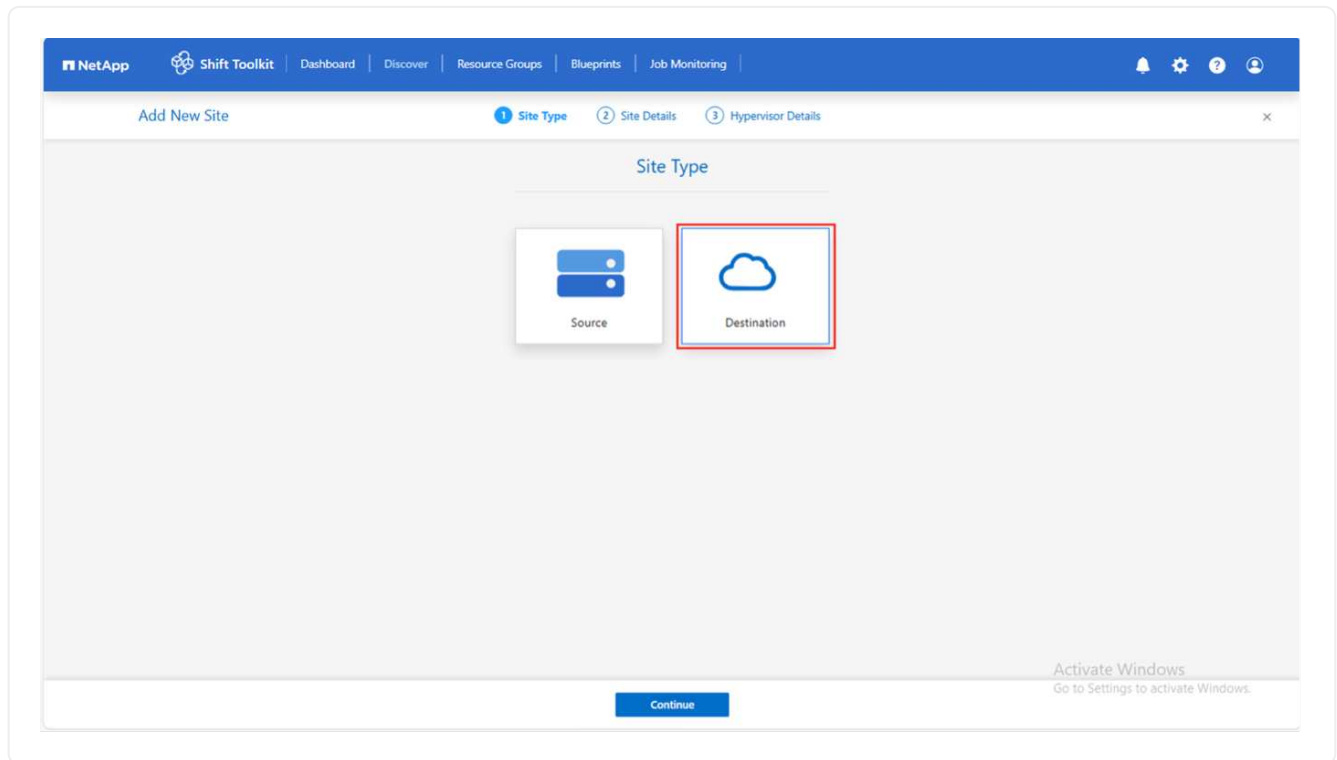 NetApp Shift Toolkit Dashboard Discover Resource Groups Blueprints Job Monitoring ?
Add New Site 1 Site Type 2 Site Details 3 Hypervisor Details ×
Site Type
Source Destination
Activate Windows
Go to Settings to activate Windows.
Continue